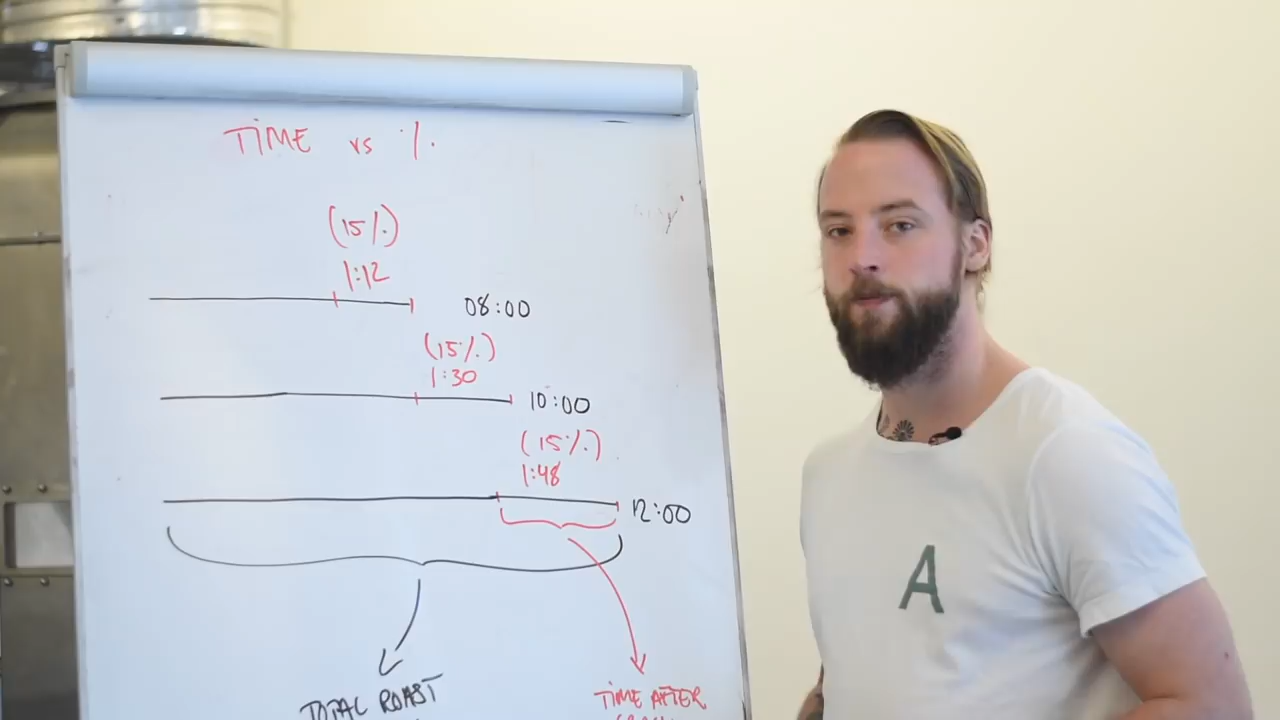 TiME vs %.
(15%)
1:12
08:00
(15%)
1:30
10:00
(15%)
1:48
12:00
TOTAL ROAST
TiME AFTER
A